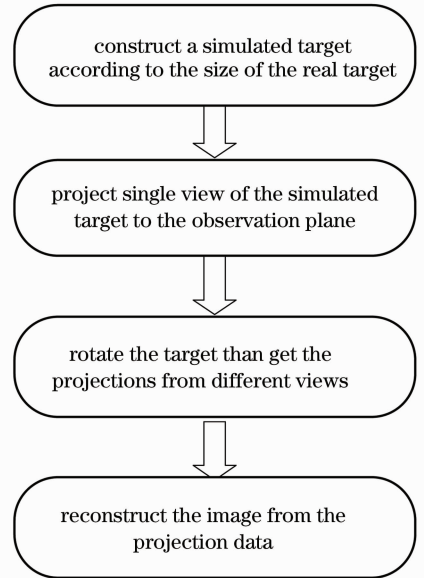 construct a simulated target
according to the size of the real target
project single view of the simulated
target to the observation plane
rotate the target than get the
projections from different views
reconstruct the image from the
projection data